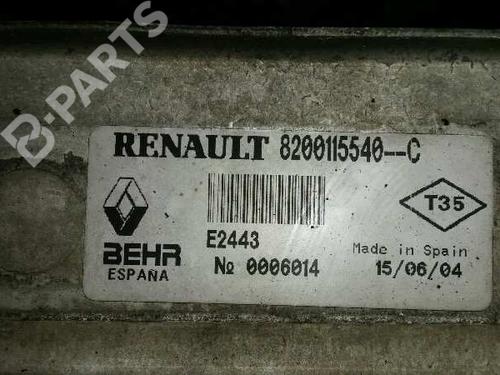 B-PARTS
RENAULT 8200115540--C
T35
BEHR
ESPAÑA
E2443
№ 0006014
Made in Spain
15/06/04